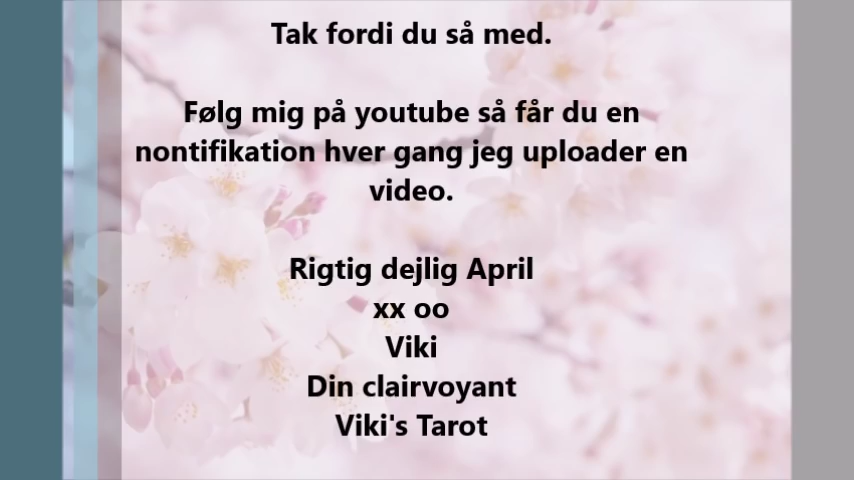 Tak fordi du så med.
Følg mig på youtube så får du en
nontifikation hver gang jeg uploader en
video.
Rigtig dejlig April
xx oo
Viki
Din clairvoyant
Viki's Tarot